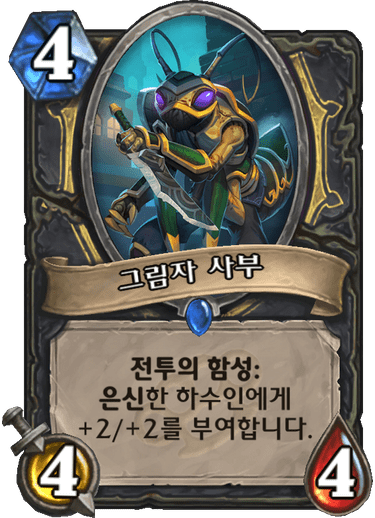 4
그림자 사부
전투의 함성:
은신한 하수인에게
+2/+2를 부여합니다.
4 4